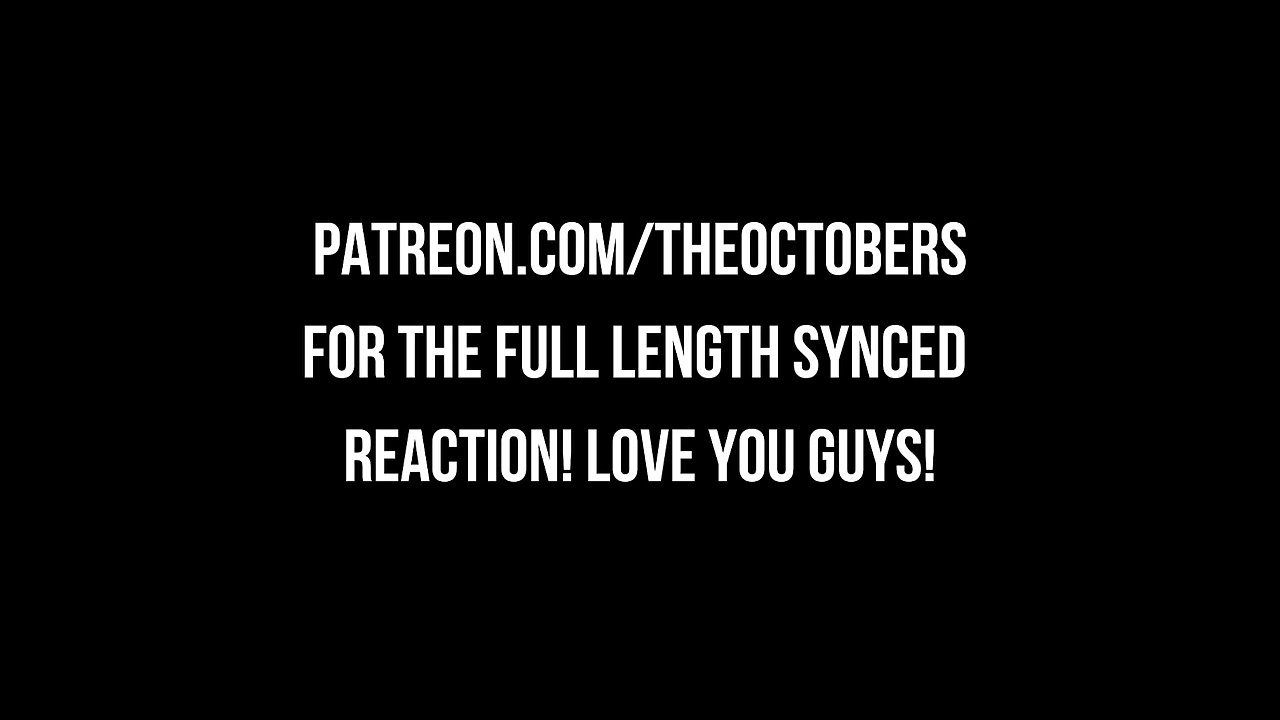 PATREON.COM/THEOCTOBERS
FOR THE FULL LENGTH SYNCED
REACTION! LOVE YOU GUYS!